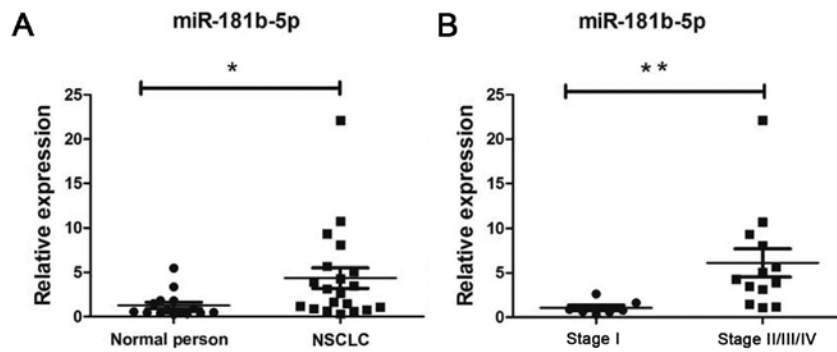 A
miR-181b-5p
*
Relative expression
25
20
15
10
5
0
Normal person
NSCLC
B
miR-181b-5p
**
Relative expression
25
20
15
10
5
0
Stage I
Stage II/III/IV